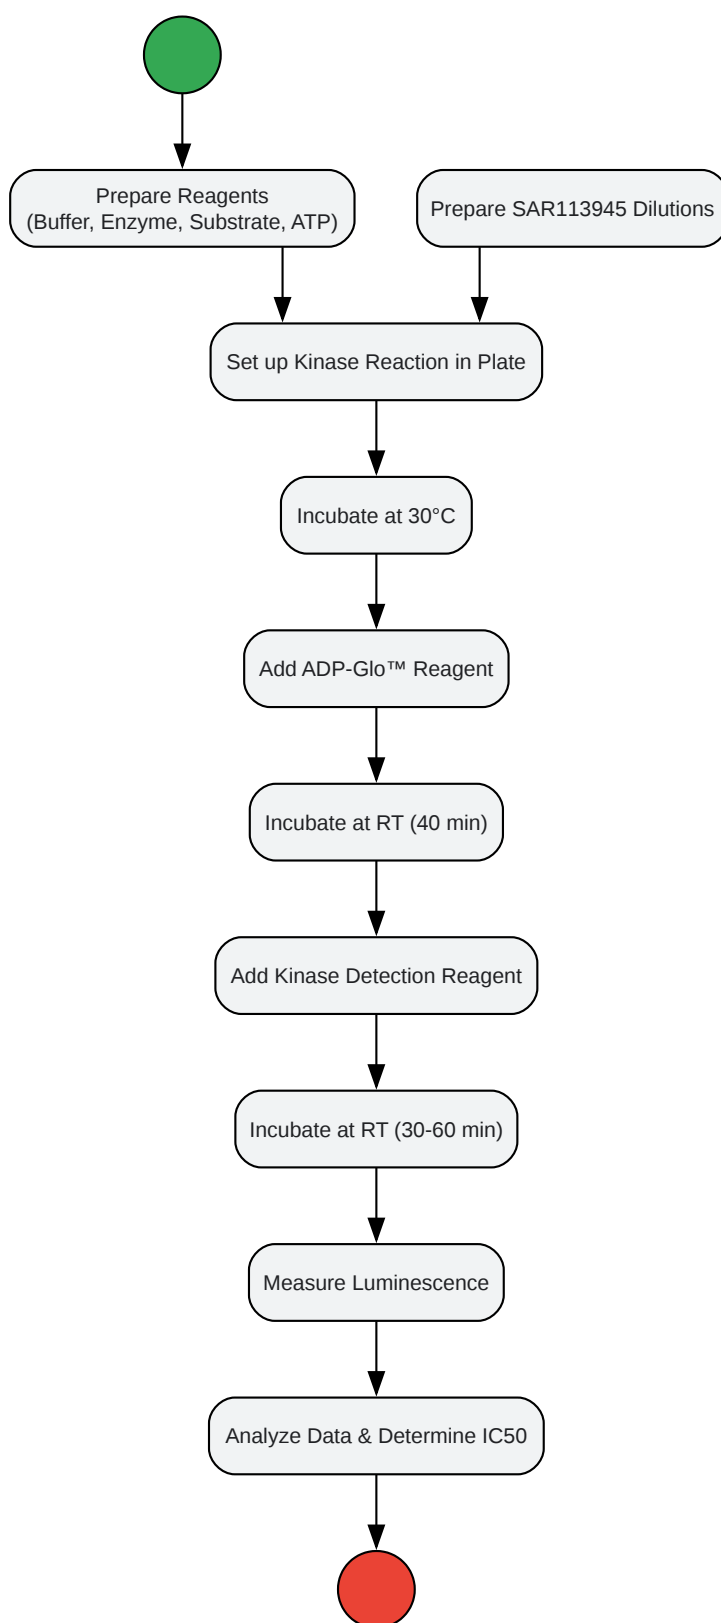 Prepare Reagents
(Buffer, Enzyme, Substrate, ATP)
Prepare SAR113945 Dilutions
Set up Kinase Reaction in Plate
Incubate at 30°C
Add ADP-Glo™ Reagent
Incubate at RT (40 min)
Add Kinase Detection Reagent
Incubate at RT (30-60 min)
Measure Luminescence
Analyze Data & Determine IC50